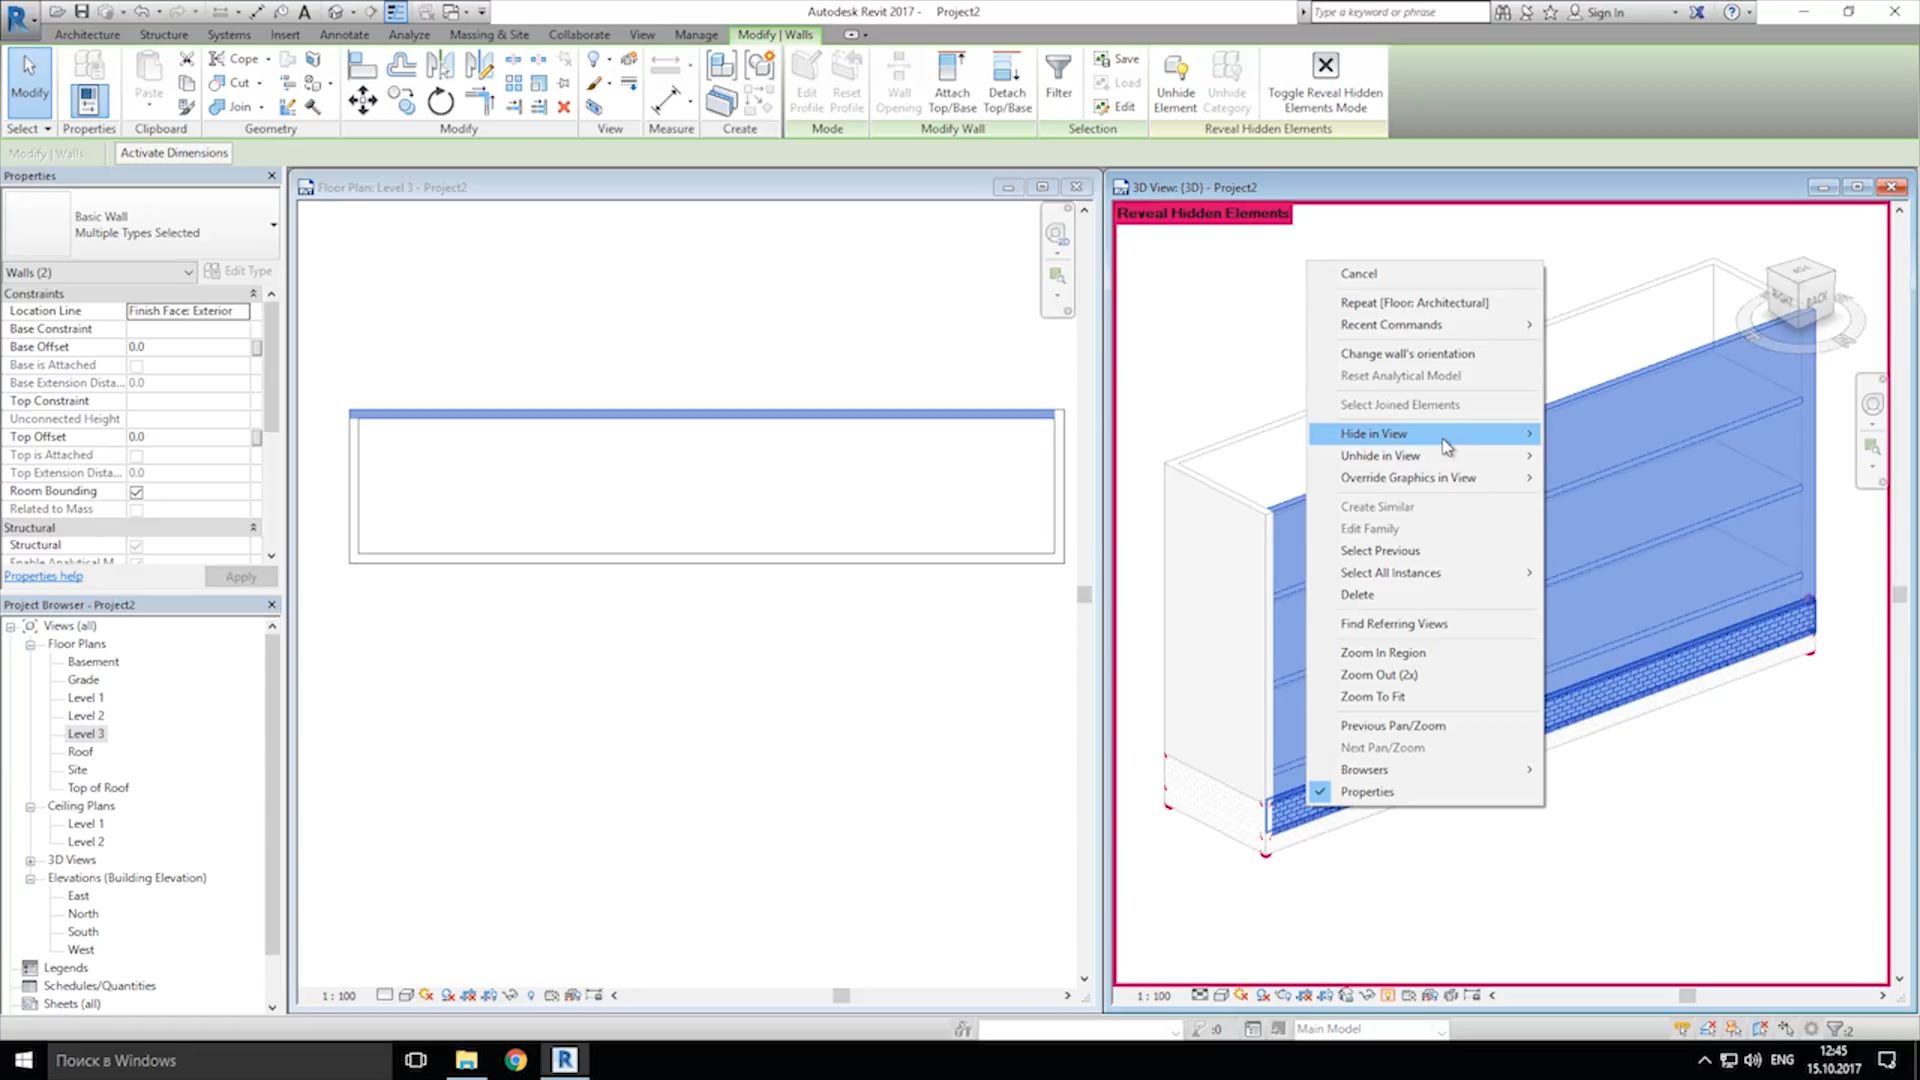 Autodesk Revit 2017 - Project2
Type a keyword or phrase
Sign In
Architecture
Structure
Systems
Insert
Annotate
Analyze
Massing & Site
Collaborate
View
Manage
Modify | Walls
Modify
Paste
Cope
Cut
Join
Edit Profile
Reset Profile
Wall Opening
Attach Top/Base
Detach Top/Base
Filter
Save
Load
Edit
Unhide Element
Unhide Category
Toggle Reveal Hidden Elements Mode
Select
Properties
Clipboard
Geometry
Modify
View
Measure
Create
Mode
Modify Wall
Selection
Reveal Hidden Elements
Modify | Walls
Activate Dimensions
Properties
Basic Wall
Multiple Types Selected
Walls (2)
Edit Type
Constraints
Location Line
Finish Face: Exterior
Base Constraint
Base Offset
0.0
Base is Attached
Base Extension Dista...
0.0
Top Constraint
Unconnected Height
Top Offset
0.0
Top is Attached
Top Extension Dista...
0.0
Room Bounding
Related to Mass
Structural
Structural
Enable Analytical M...
Properties help
Apply
Project Browser - Project2
Views (all)
Floor Plans
Basement
Grade
Level 1
Level 2
Level 3
Roof
Site
Top of Roof
Ceiling Plans
Level 1
Level 2
3D Views
Elevations (Building Elevation)
East
North
South
West
Legends
Schedules/Quantities
Sheets (all)
Floor Plan: Level 3 - Project2
1 : 100
3D View: {3D} - Project2
Reveal Hidden Elements
RIGHT
BACK
Cancel
Repeat [Floor: Architectural]
Recent Commands
Change wall's orientation
Reset Analytical Model
Select Joined Elements
Hide in View
Unhide in View
Override Graphics in View
Create Similar
Edit Family
Select Previous
Select All Instances
Delete
Find Referring Views
Zoom In Region
Zoom Out (2x)
Zoom To Fit
Previous Pan/Zoom
Next Pan/Zoom
Browsers
Properties
1 : 100
:0
Main Model
:2
Поиск в Windows
ENG
12:45
15.10.2017